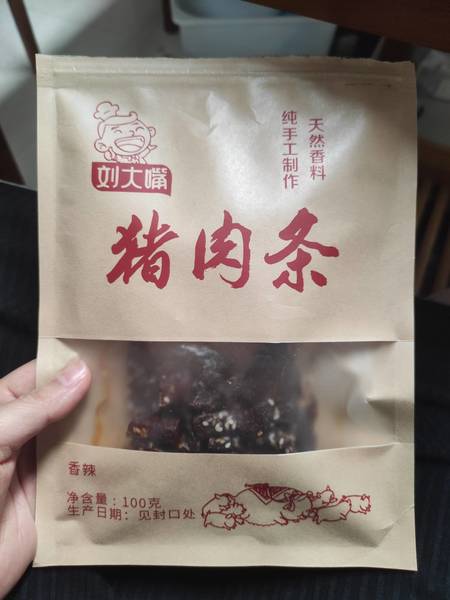 刘大嘴
天然香料
纯手工制作
猪肉条
香辣
净含量：100克
生产日期：见封口处